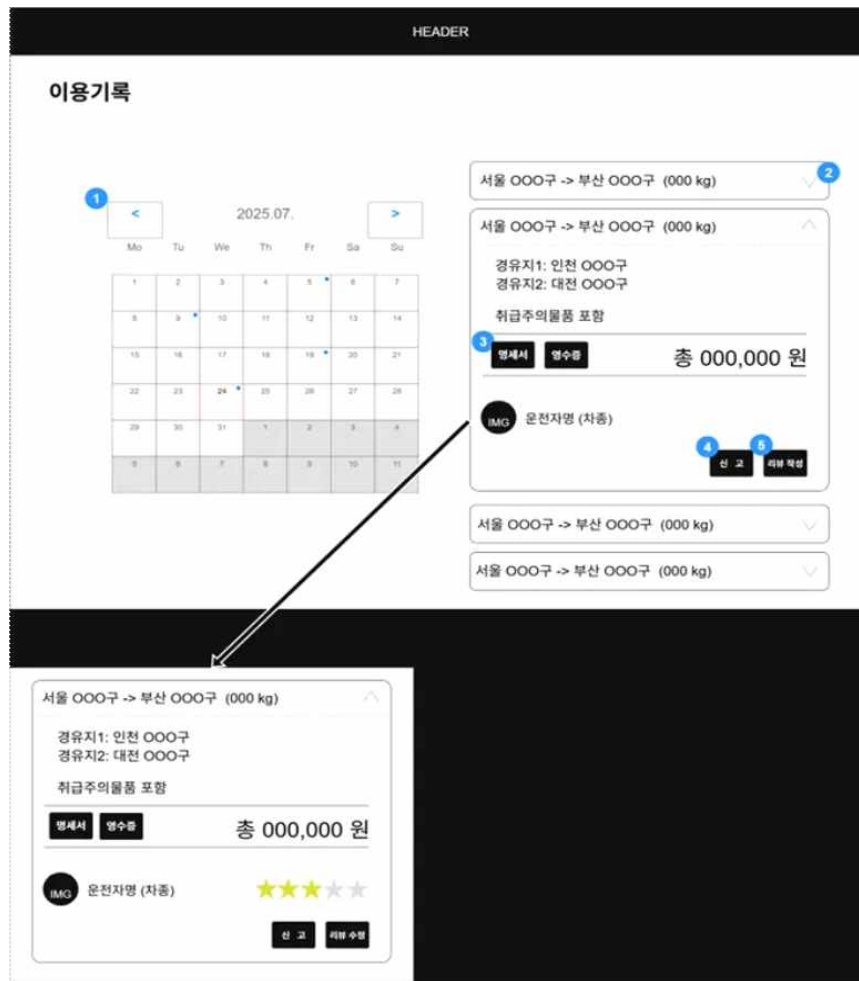 HEADER
이용기록
1
<
2025.07.
>
Mo Tu We Th Fr Sa Su
1 2 3 4 5 6 7
8 9 10 11 12 13 14
15 16 17 18 19 20 21
22 23 24 25 26 27 28
29 30 31 1 2 3 4
5 6 7 8 9 10 11
서울 OOO구 -> 부산 OOO구 (000 kg)
2
서울 OOO구 -> 부산 OOO구 (000 kg)
경유지1: 인천 OOO구
경유지2: 대전 OOO구
취급주의물품 포함
3
명세서 영수증 총 000,000 원
IMG 운전자명 (차종)
4 5
신 고 리뷰 작성
서울 OOO구 -> 부산 OOO구 (000 kg)
서울 OOO구 -> 부산 OOO구 (000 kg)
서울 OOO구 -> 부산 OOO구 (000 kg)
경유지1: 인천 OOO구
경유지2: 대전 OOO구
취급주의물품 포함
명세서 영수증 총 000,000 원
IMG 운전자명 (차종)
신 고 리뷰 수정